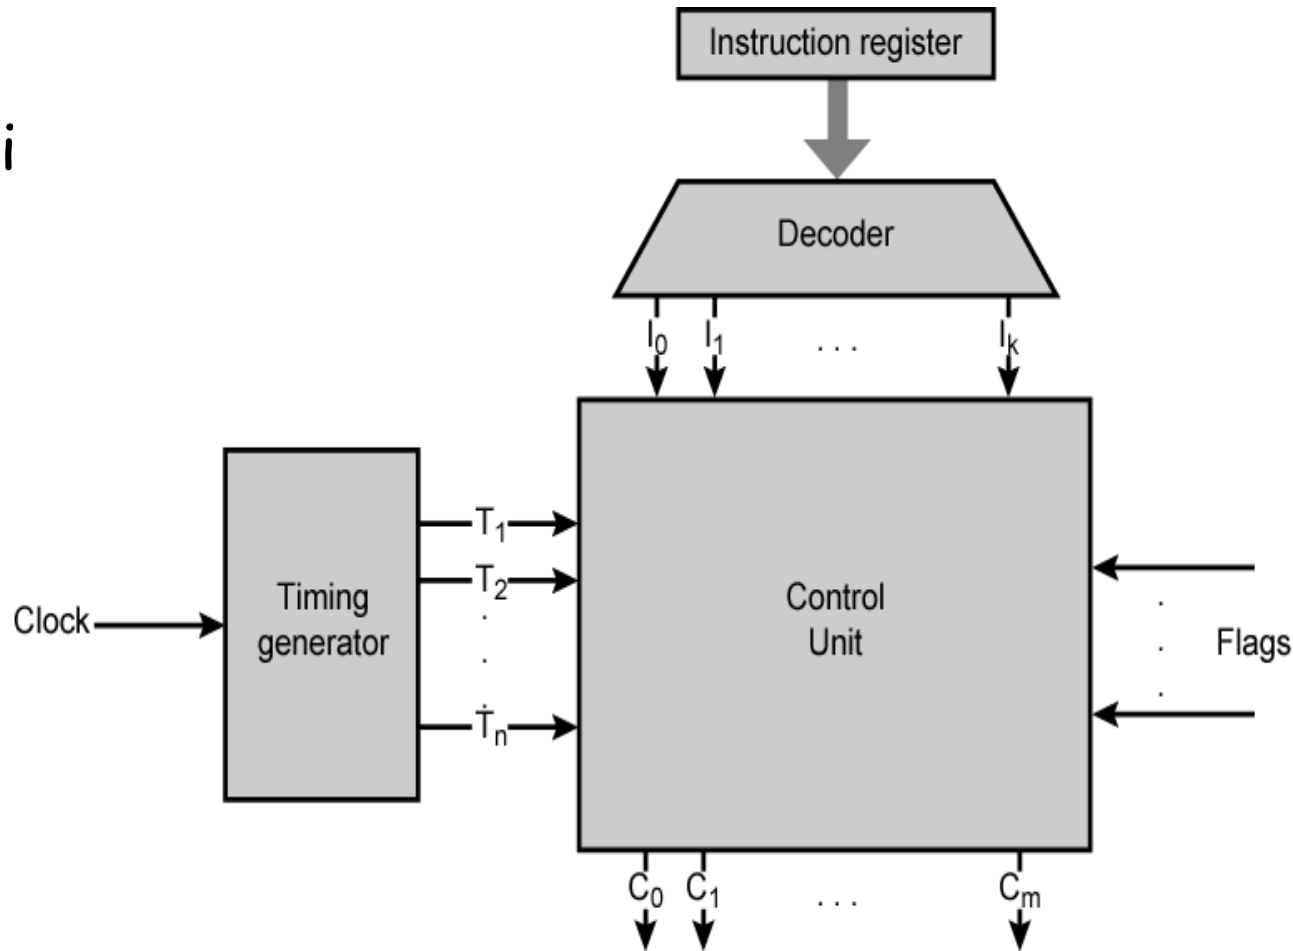 Instruction register
i
Decoder
I0 I1 . . . Ik
Timing
generator
Clock
T1
T2
.
.
.
Tn
Control
Unit
.
.
.
Flags
C0 C1 . . . Cm